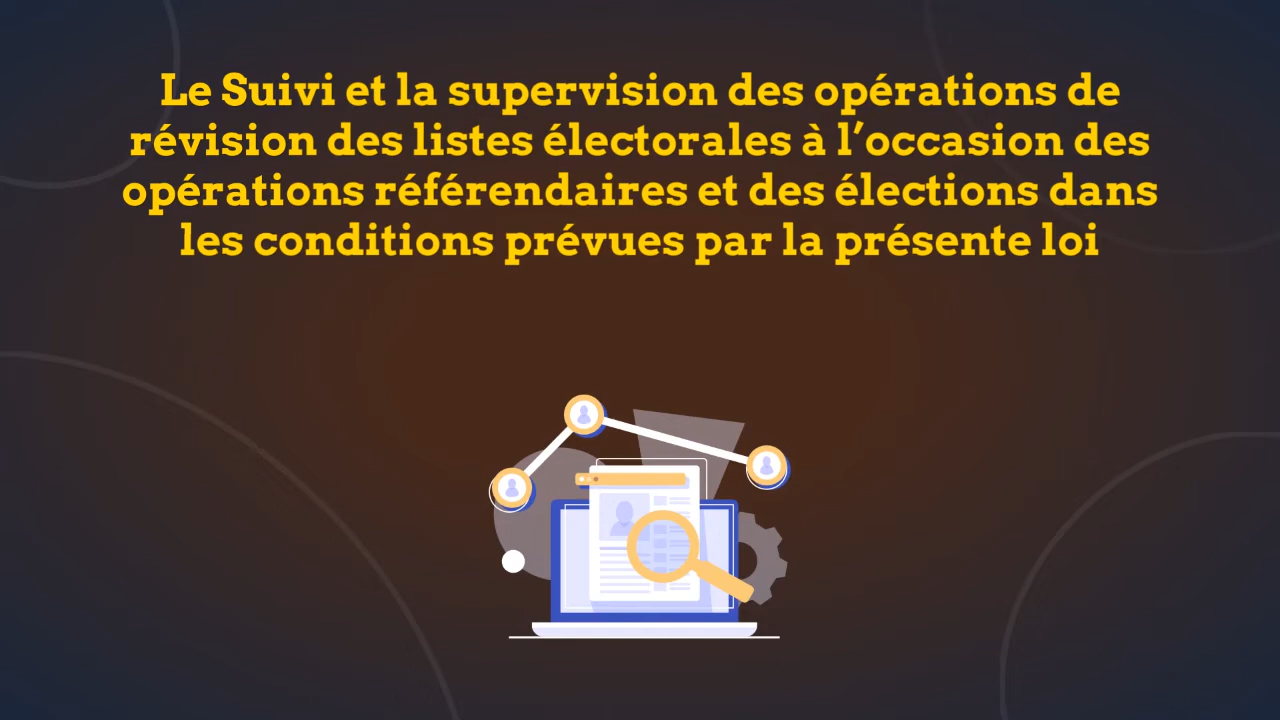 Le Suivi et la supervision des opérations de
révision des listes électorales à l’occasion des
opérations référendaires et des élections dans
les conditions prévues par la présente loi